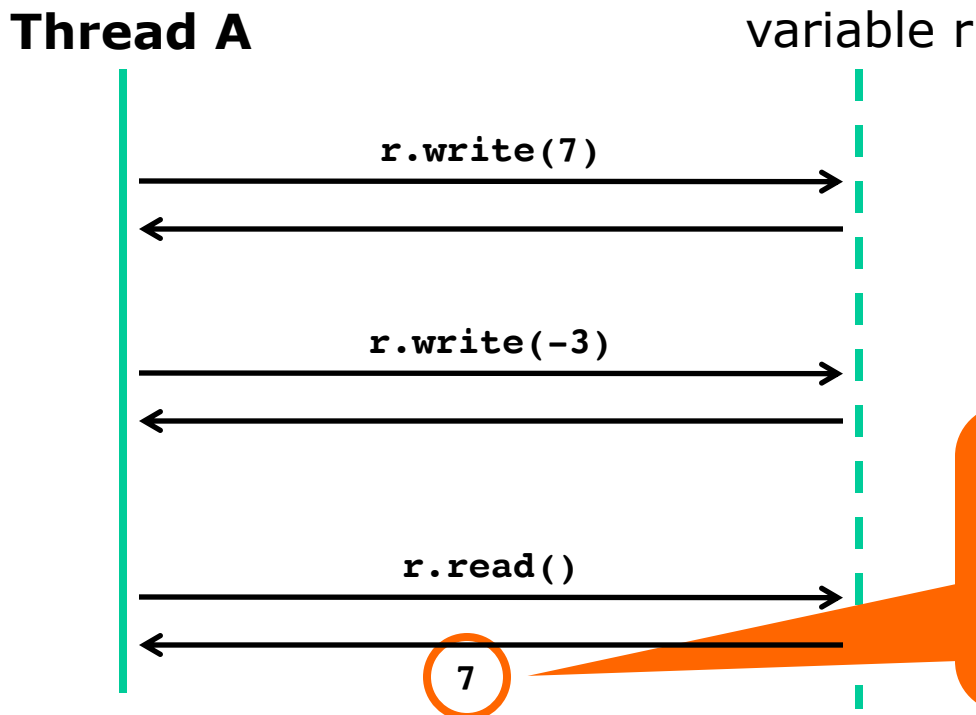 Thread A
variable r
r.write(7)
r.write(-3)
r.read()
7